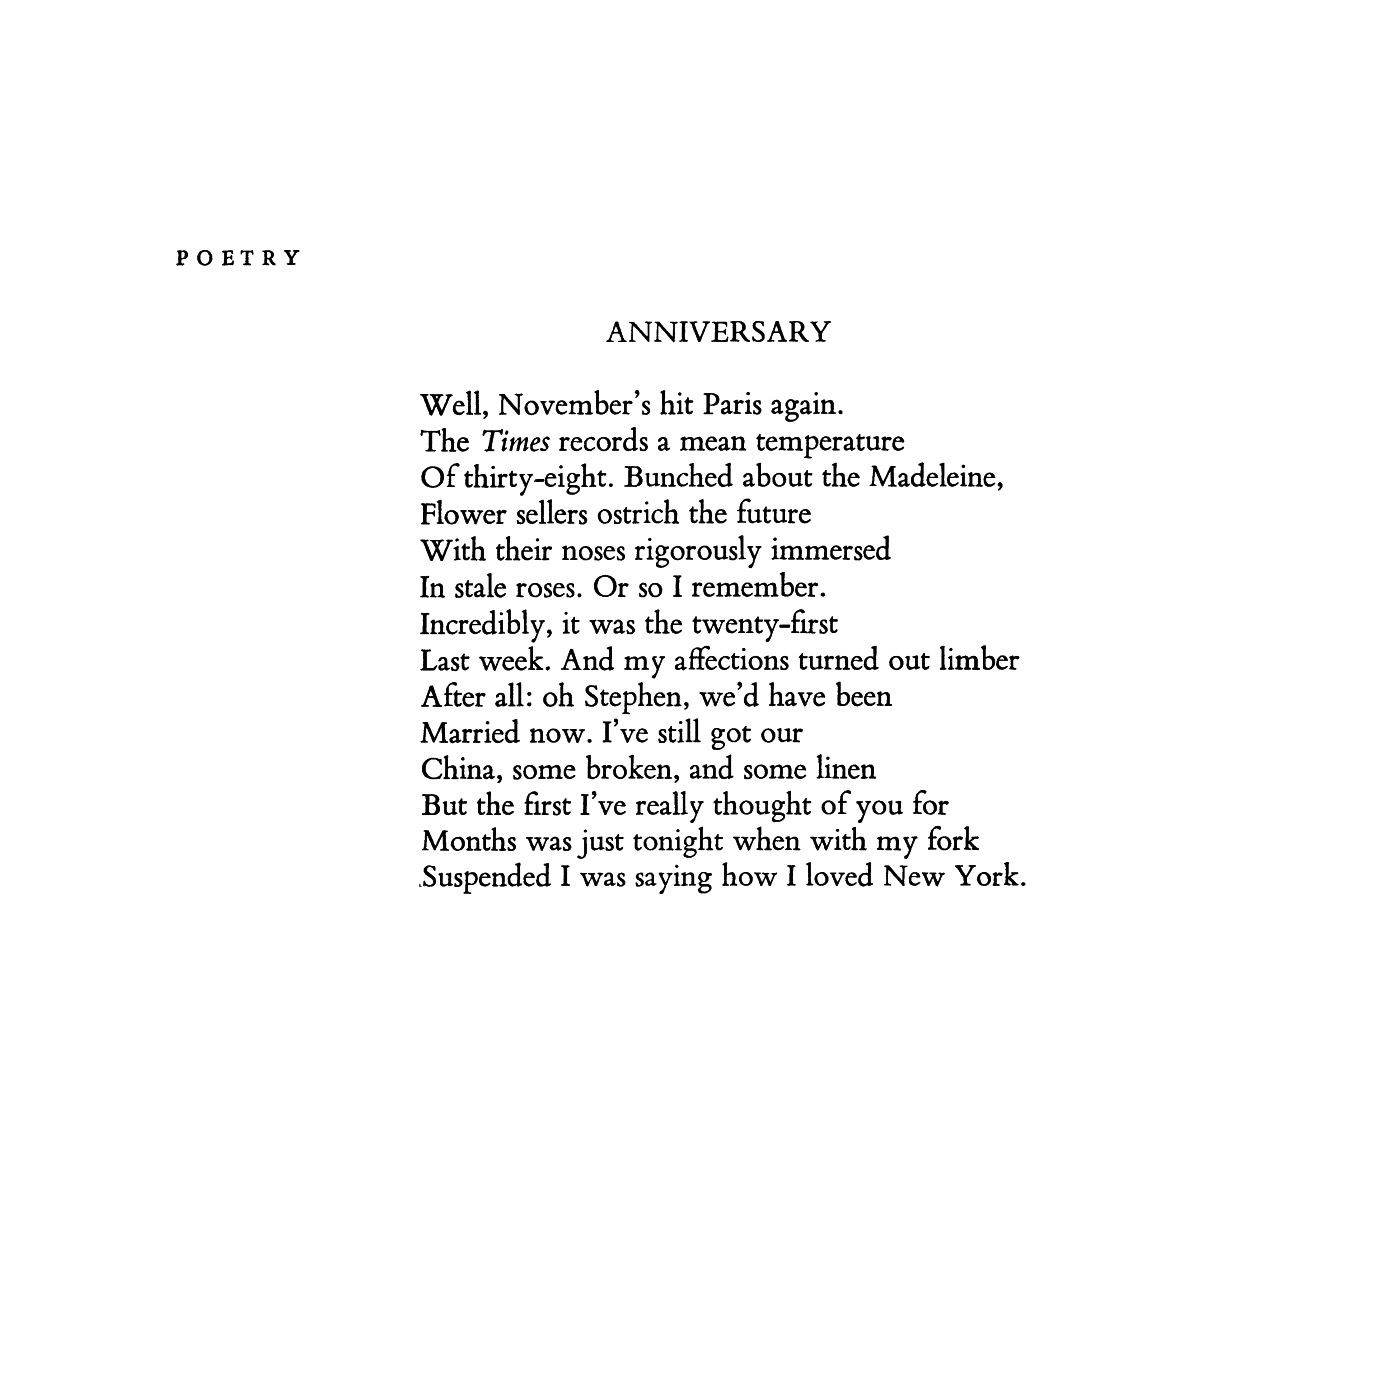 POETRY
ANNIVERSARY
Well, November’s hit Paris again.
The Times records a mean temperature
Of thirty-eight. Bunched about the Madeleine,
Flower sellers ostrich the future
With their noses rigorously immersed
In stale roses. Or so I remember.
Incredibly, it was the twenty-first
Last week. And my affections turned out limber
After all: oh Stephen, we’d have been
Married now. I’ve still got our
China, some broken, and some linen
But the first I’ve really thought of you for
Months was just tonight when with my fork
Suspended I was saying how I loved New York.